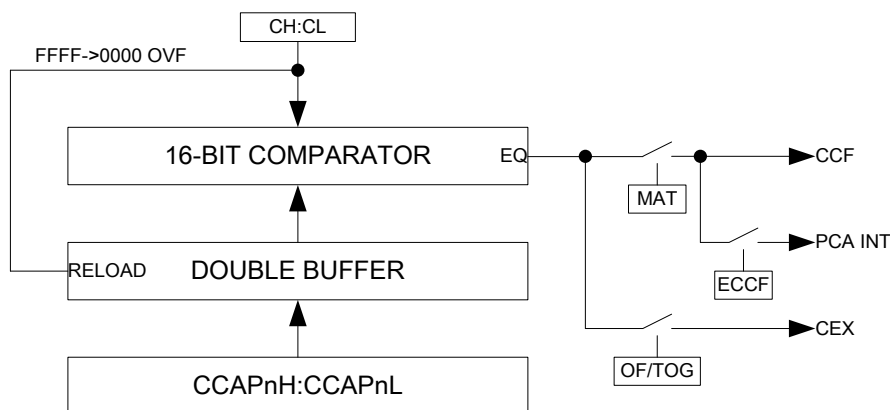 CH:CL
FFFF->0000 OVF
16-BIT COMPARATOR
EQ
CCF
MAT
PCA INT
RELOAD
DOUBLE BUFFER
ECCF
CEX
OF/TOG
CCAPnH:CCAPnL